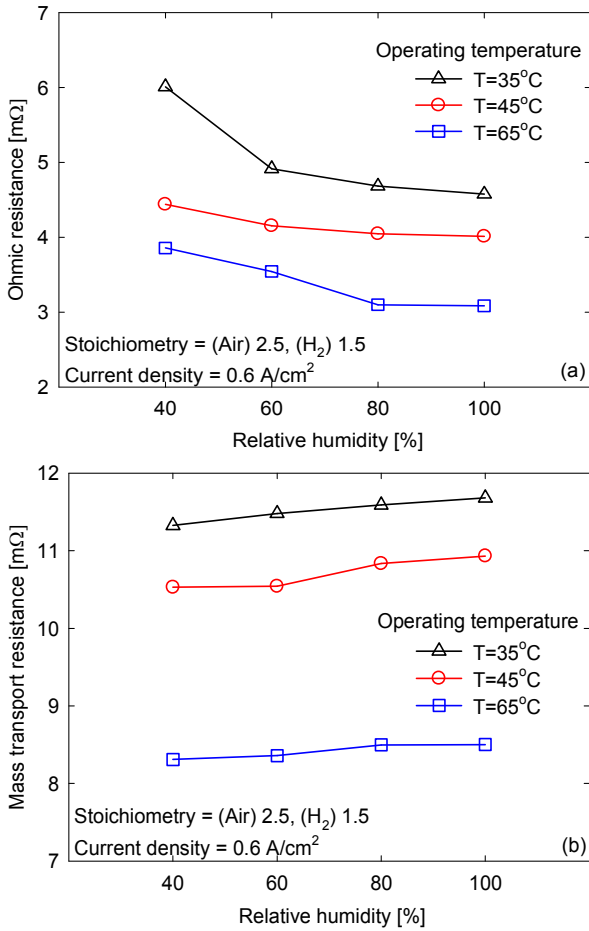 Ohmic resistance [mΩ]
7
6
5
4
3
2
Operating temperature
T=35°C
T=45°C
T=65°C
Stoichiometry = (Air) 2.5, (H₂) 1.5
Current density = 0.6 A/cm²
(a)
40 60 80 100
Relative humidity [%]
Mass transport resistance [mΩ]
12
11
10
9
8
7
Operating temperature
T=35°C
T=45°C
T=65°C
Stoichiometry = (Air) 2.5, (H₂) 1.5
Current density = 0.6 A/cm²
(b)
40 60 80 100
Relative humidity [%]